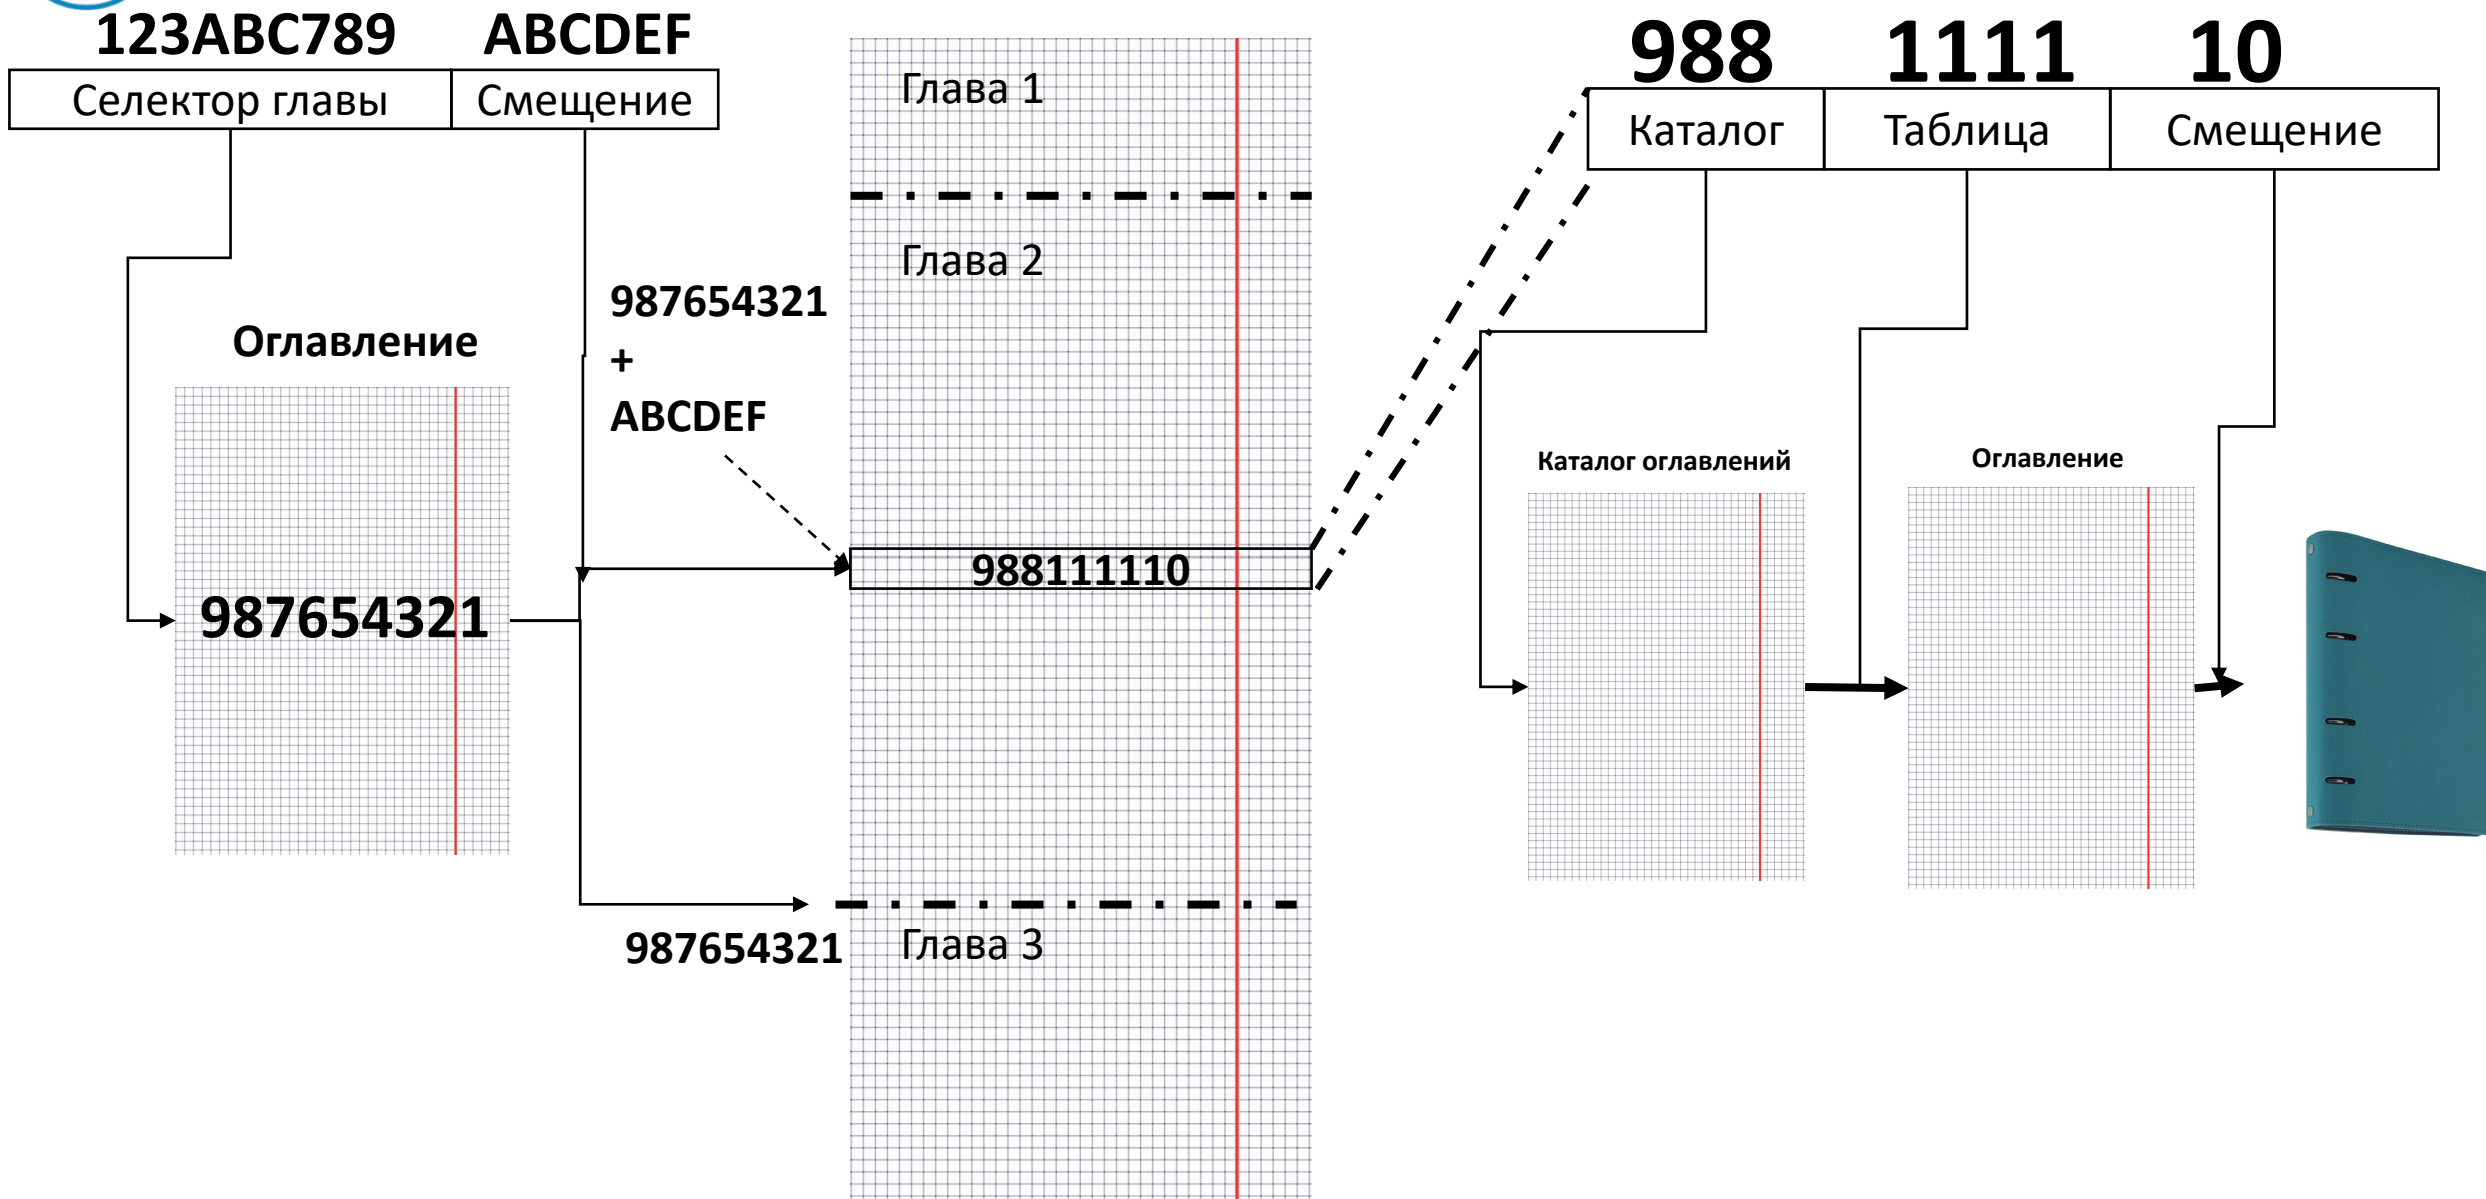 123ABC789 ABCDEF
Селектор главы Смещение
Оглавление
987654321
987654321
+
ABCDEF
Глава 1
Глава 2
988111110
987654321
Глава 3
988 1111 10
Каталог Таблица Смещение
Каталог оглавлений
Оглавление